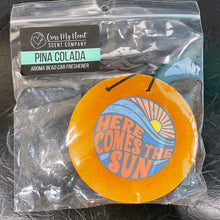 Cross My Heart
SCENT COMPANY
PINA COLADA
AROMA BEAD CAR FRESHENER
HERE
COMES THE
SUN